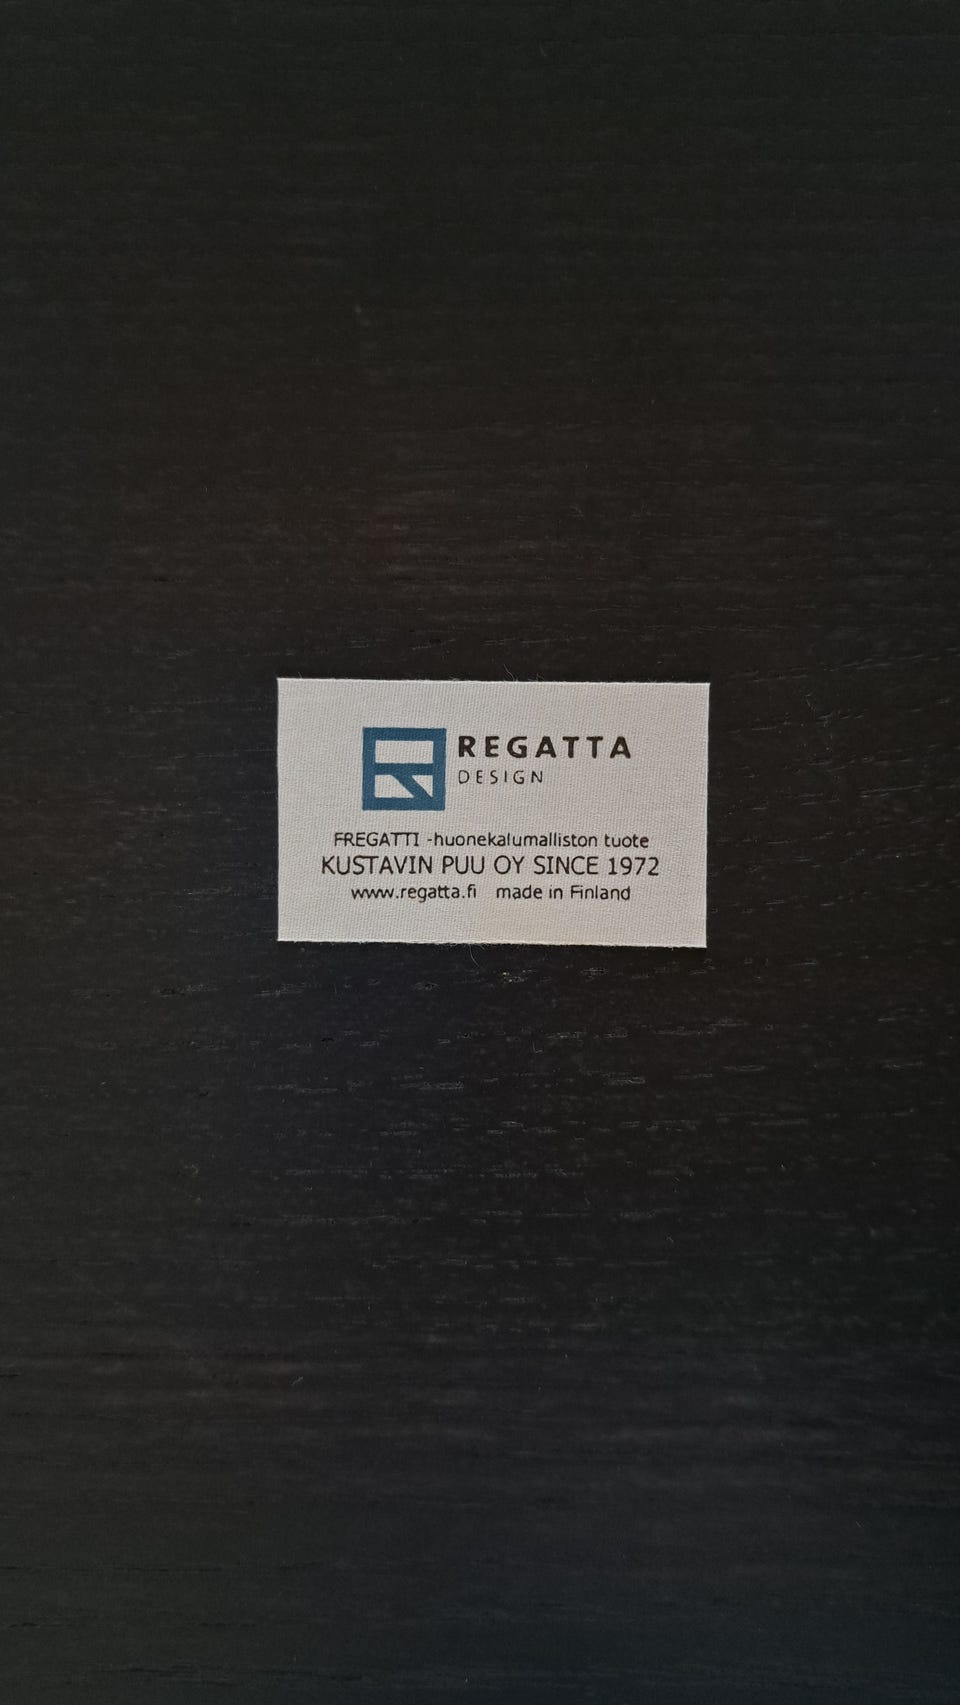 REGATTA
DESIGN
FREGATTI -huonekalumalliston tuote
KUSTAVIN PUU OY SINCE 1972
www.regatta.fi made in Finland